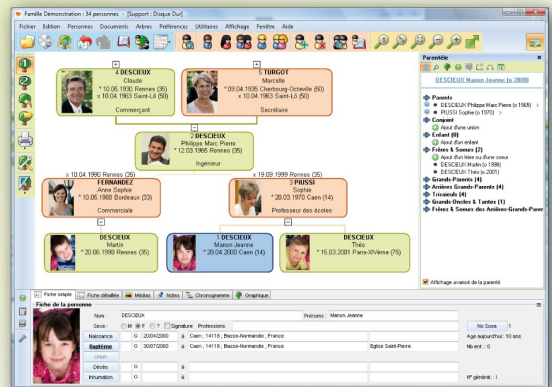 Famille Démonstration : 34 personnes - [Support : Disque Dur]
Fichier Edition Personnes Documents Arbres Préférences Utilitaires Affichage Fenêtre Aide
4 DESCIEUX
Claude
* 10.05.1930 Rennes (35)
x 10.04.1963 Saint-Lô (50)
Commerçant
5 TURGOT
Marcelle
* 09.04.1935 Cherbourg-Octeville (50)
x 10.04.1963 Saint-Lô (50)
Secrétaire
2 DESCIEUX
Philippe Marc Pierre
* 12.03.1965 Rennes (35)
Ingénieur
x 10.04.1990 Rennes (35)
x 19.09.1999 Rennes (35)
FERNANDEZ
Anne Sophie
* 10.05.1968 Bordeaux (33)
Commerciale
3 PIUSSI
Sophie
* 20.03.1970 Caen (14)
Professeur des écoles
DESCIEUX
Martin
* 20.06.1998 Rennes (35)
1 DESCIEUX
Manon Jeanne
* 28.04.2000 Caen (14)
DESCIEUX
Théo
* 15.03.2001 Paris-XIVème (75)
Parentèle
DESCIEUX Manon Jeanne (o 2000)
Parents
DESCIEUX Philippe Marc Pierre (o 1965)
PIUSSI Sophie (o 1970)
Conjoint
Ajout d'une union
Enfant (0)
Ajout d'un enfant
Frères & Soeurs (2)
Ajout d'un frère ou d'une soeur
DESCIEUX Martin (o 1998)
DESCIEUX Théo (o 2001)
Grands-Parents (4)
Arrières Grands-Parents (4)
Trisaïeuls (4)
Grands-Oncles & Tantes (1)
Frères & Soeurs des Arrières-Grands-Parer
Affichage avancé de la parenté
Fiche simple Fiche détaillée Médias Notes Chronogramme Graphique
Fiche de la personne
Nom : DESCIEUX Prénoms : Manon Jeanne
Sexe : M F ? Signature Professions No Sosa 1
Naissance G 20/04/2000 à Caen ; 14118 ; Basse-Normandie ; France Age aujourd'hui : 10 ans
Baptême G 30/07/2000 à Caen ; 14118 ; Basse-Normandie ; France Eglise Saint-Pierre Nb enf. : 0
Union
Décès G à
Inhumation G à N° générat. : 1